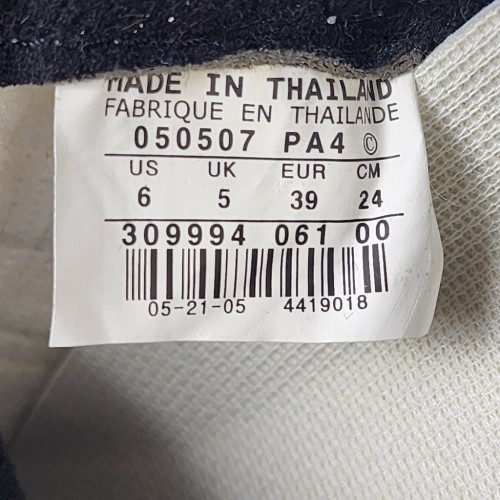 MADE IN THAILAND
FABRIQUE EN THAILANDE
050507 PA4 ©
US UK EUR CM
6 5 39 24
309994 061 00
05-21-05 4419018